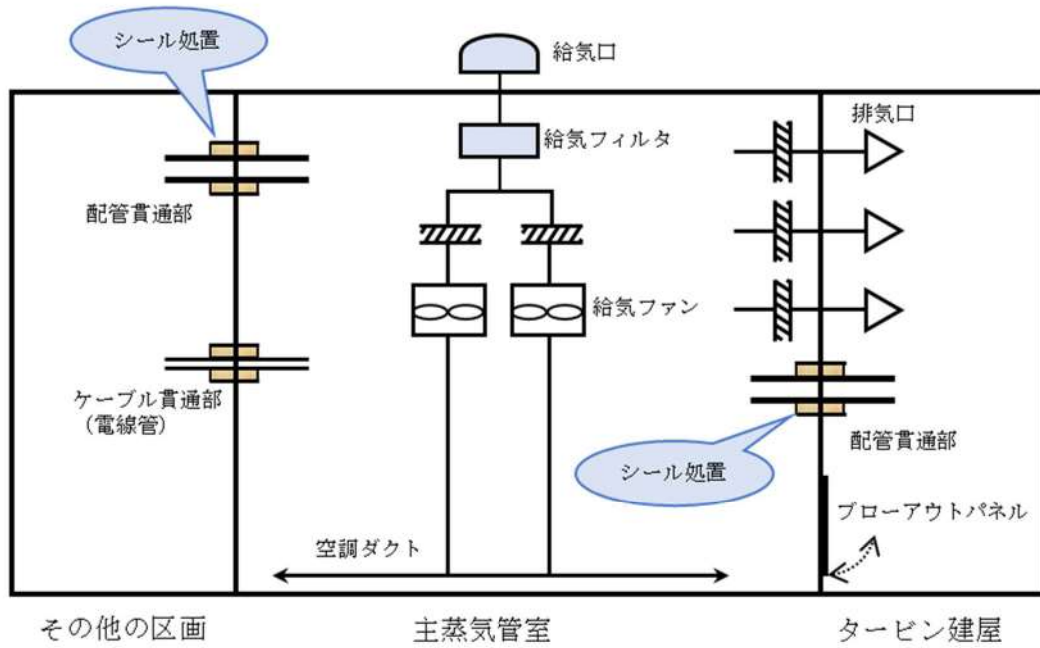 シール処置
給気口
排気口
給気フィルタ
配管貫通部
給気ファン
ケーブル貫通部
(電線管)
配管貫通部
シール処置
ブローアウトパネル
空調ダクト
その他の区画
主蒸気管室
タービン建屋